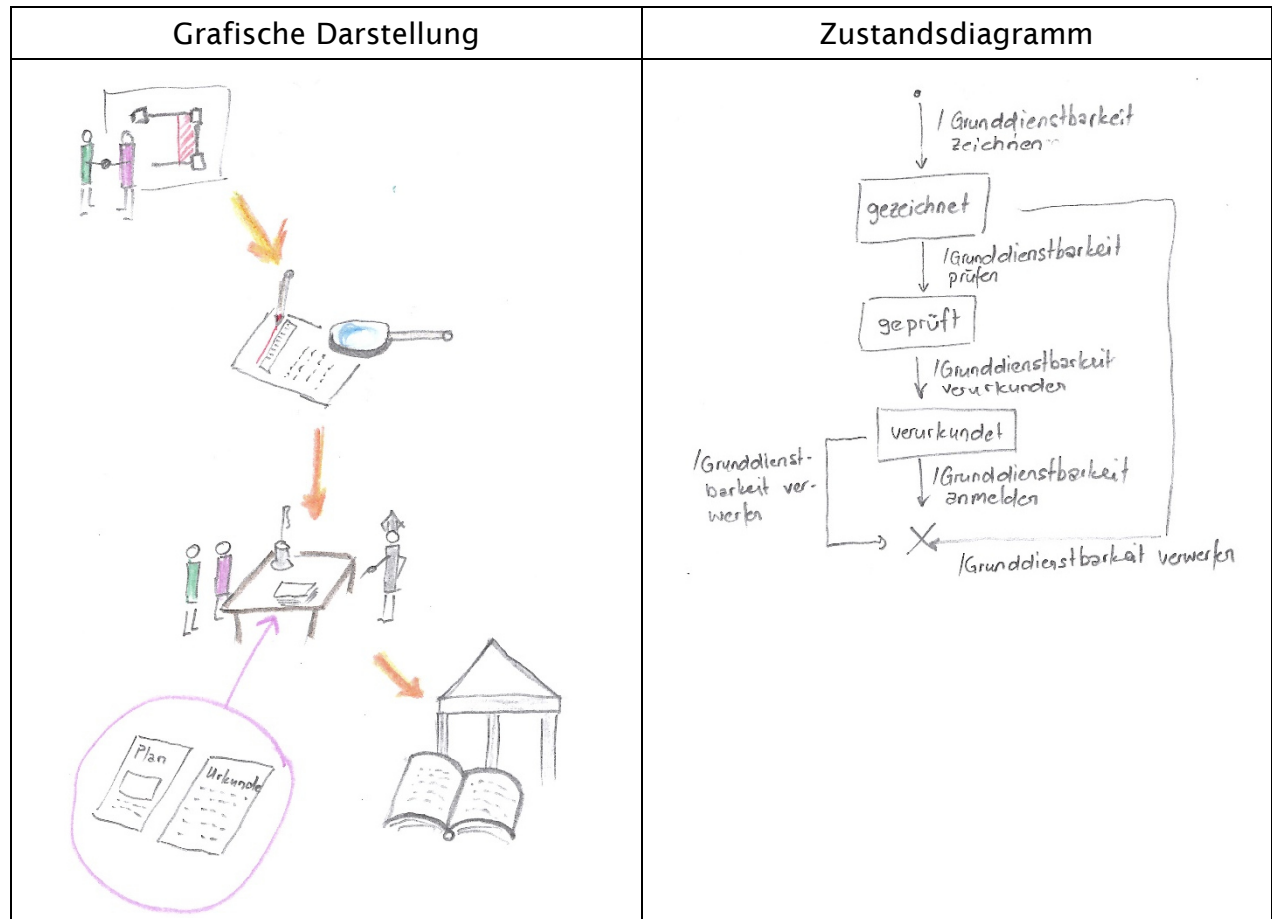 Grafische Darstellung
Zustandsdiagramm
Plan
Urkunde
/ Grunddienstbarkeit
zeichnen
gezeichnet
/Grunddienstbarkeit
prüfen
geprüft
/Grunddienstbarkeit
verurkunden
verurkundet
/Grunddienst-
barkeit ver-
werfen
/Grunddienstbarkeit
anmelden
/Grunddienstbarkeit verwerfen